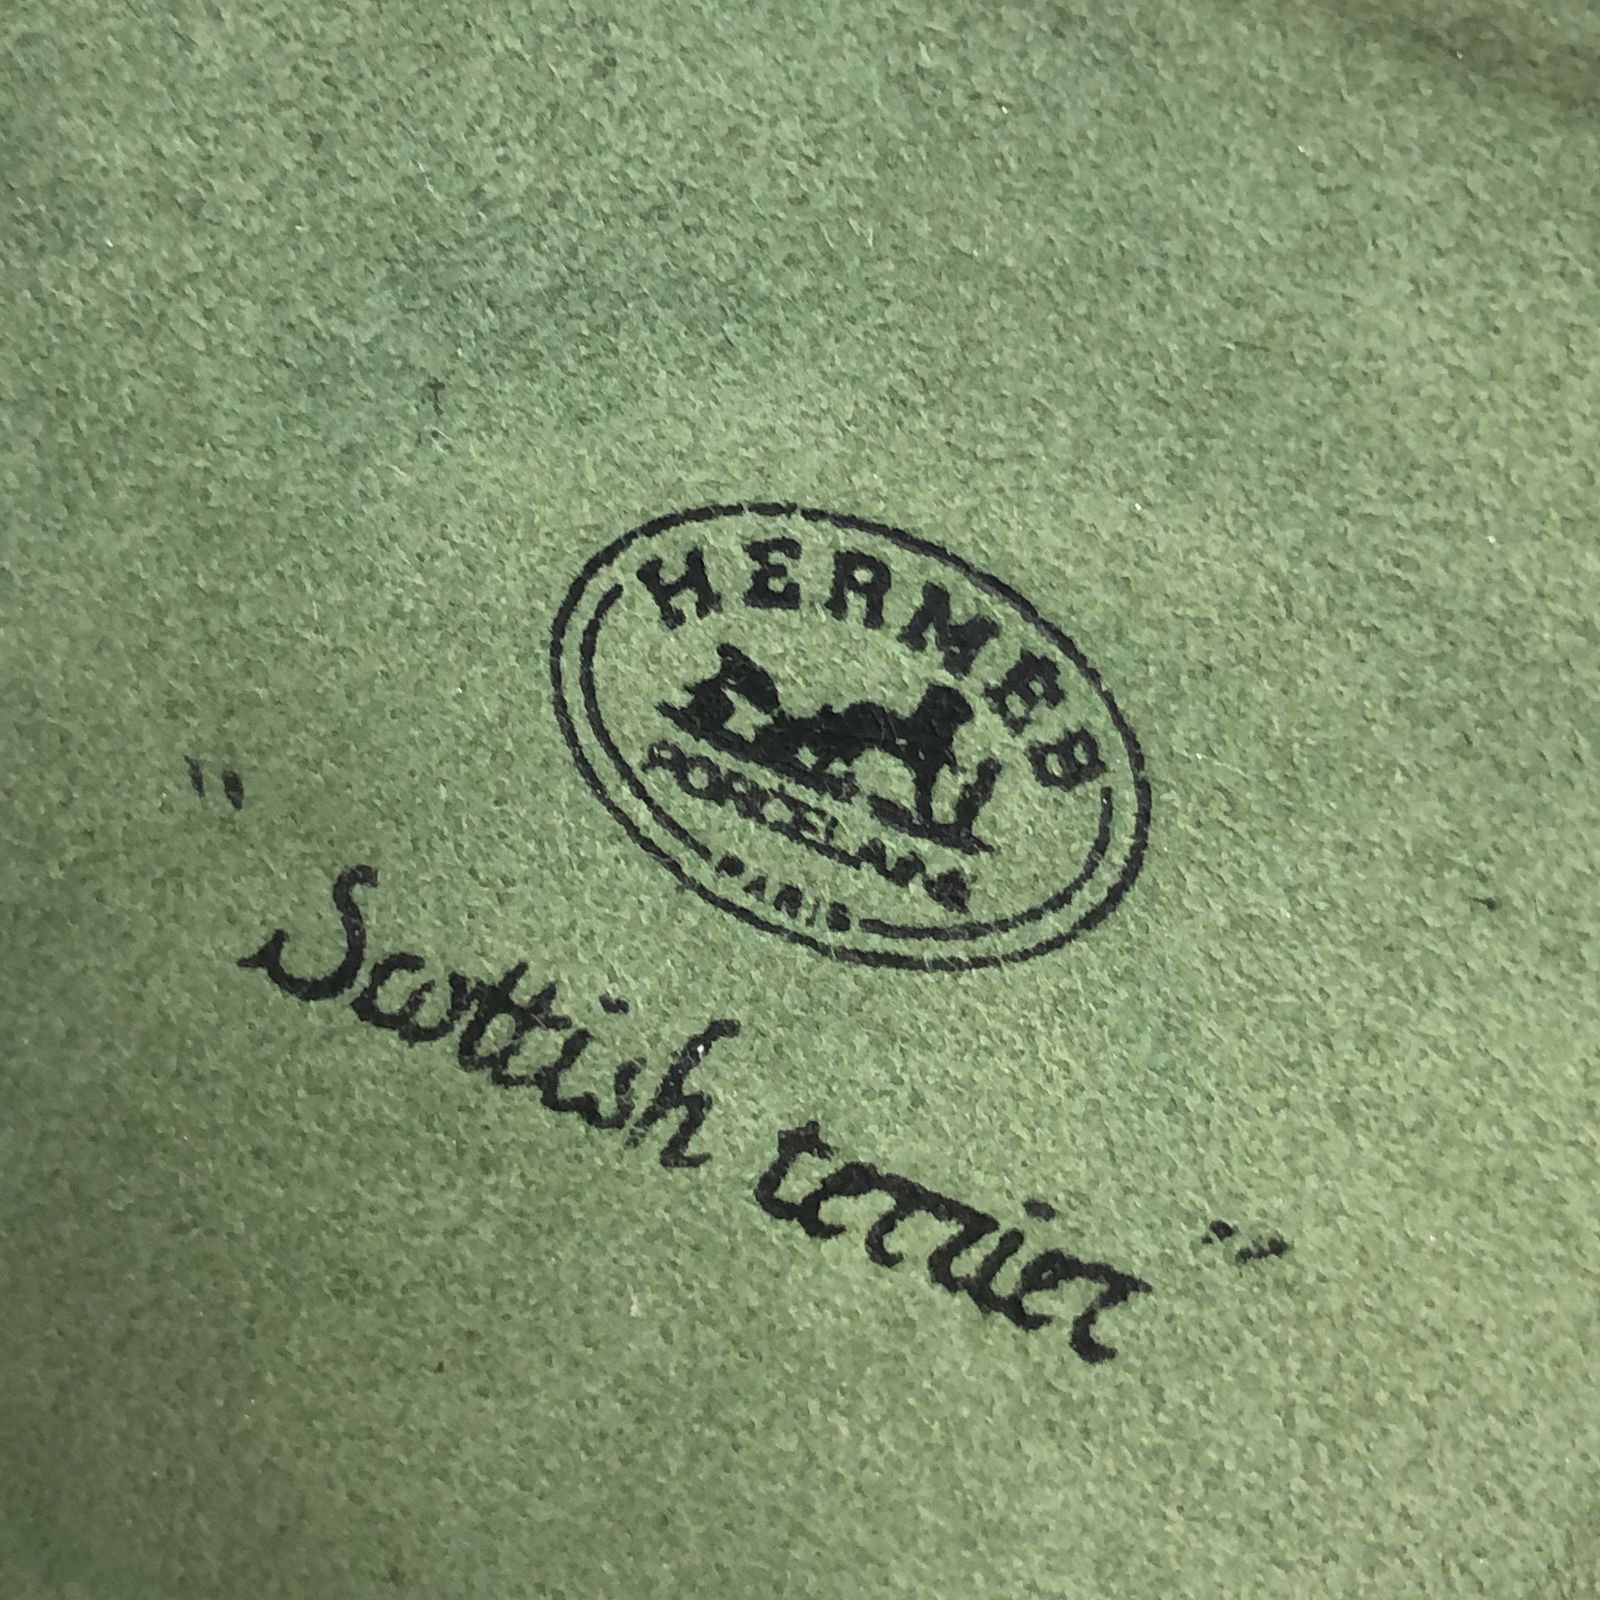 HERMES
PORCELAINE
PARIS
"Scottish terrier"